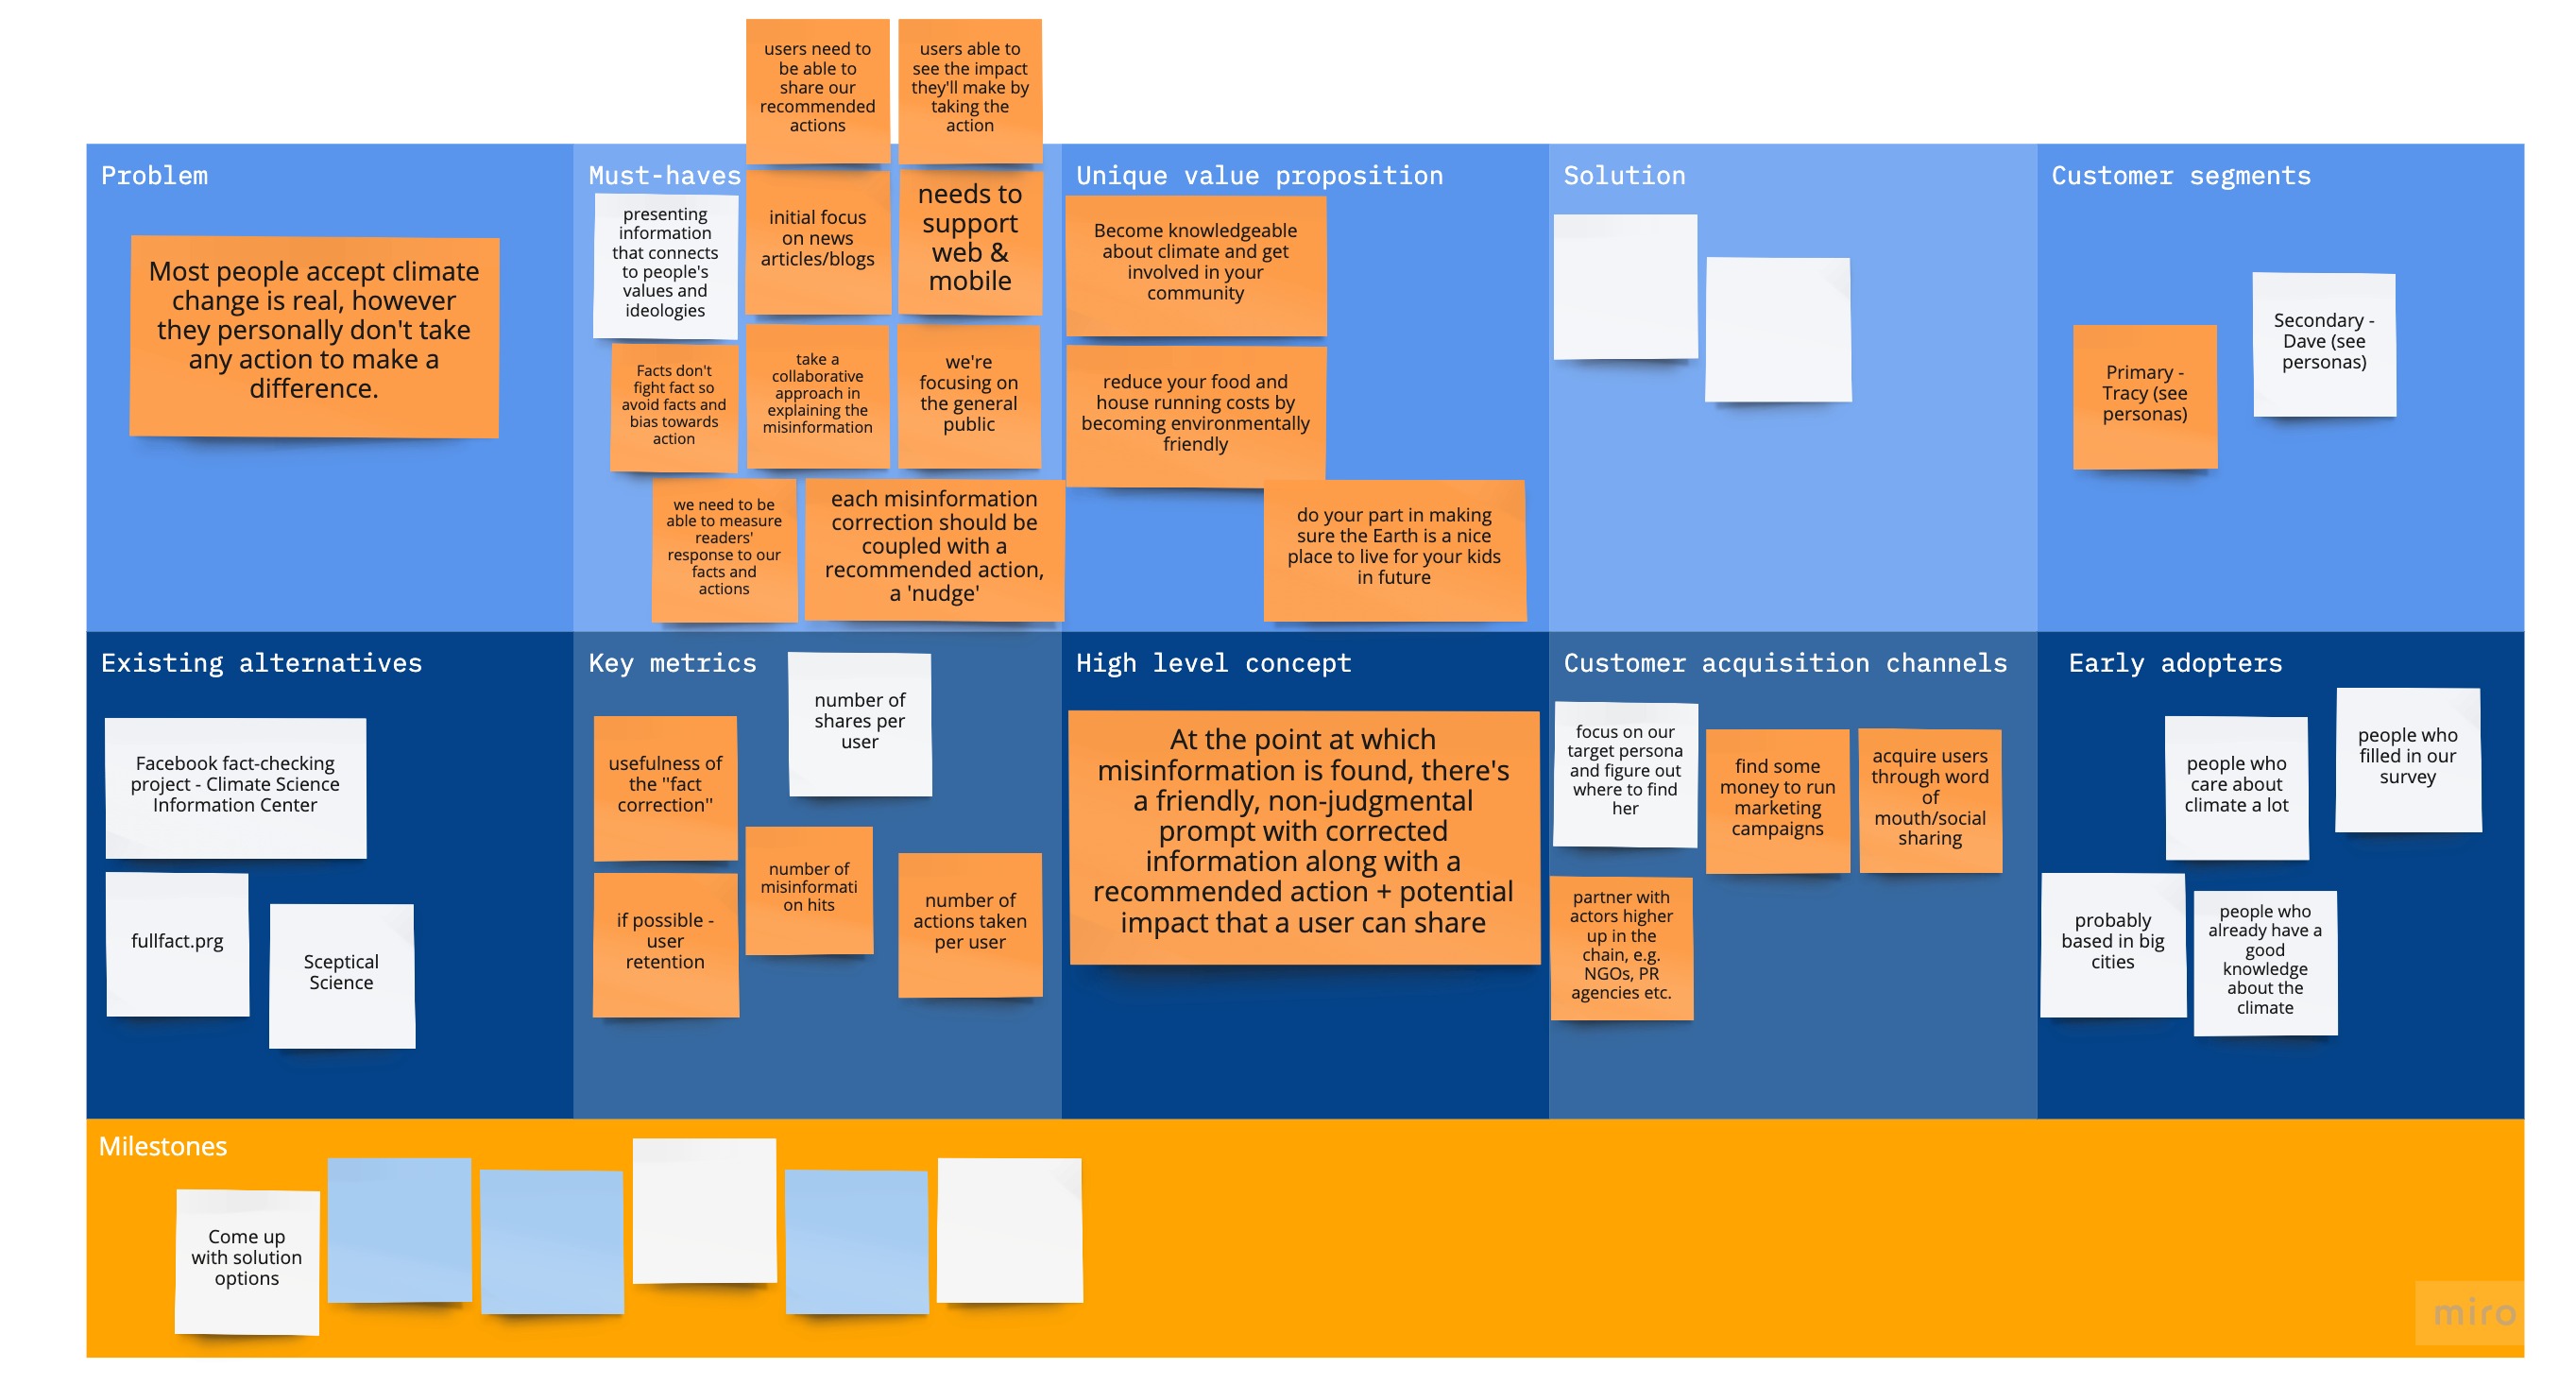 users need to
be able to
share our
recommended
actions
users able to
see the impact
they'll make by
taking the
action
Problem
Most people accept climate
change is real, however
they personally don't take
any action to make a
difference.
Must-haves
presenting
information
that connects
to people's
values and
ideologies
initial focus
on news
articles/blogs
needs to
support
web &
mobile
Facts don't
fight fact so
avoid facts and
bias towards
action
take a
collaborative
approach in
explaining the
misinformation
we're
focusing on
the general
public
we need to be
able to measure
readers'
response to our
facts and
actions
each misinformation
correction should be
coupled with a
recommended action,
a 'nudge'
Unique value proposition
Become knowledgeable
about climate and get
involved in your
community
reduce your food and
house running costs by
becoming environmentally
friendly
do your part in making
sure the Earth is a nice
place to live for your kids
in future
Solution
Customer segments
Primary -
Tracy (see
personas)
Secondary -
Dave (see
personas)
Existing alternatives
Facebook fact-checking
project - Climate Science
Information Center
fullfact.prg
Sceptical
Science
Key metrics
number of
shares per
user
usefulness of
the "fact
correction"
number of
misinformati
on hits
if possible -
user
retention
number of
actions taken
per user
High level concept
At the point at which
misinformation is found, there's
a friendly, non-judgmental
prompt with corrected
information along with a
recommended action + potential
impact that a user can share
Customer acquisition channels
focus on our
target persona
and figure out
where to find
her
find some
money to run
marketing
campaigns
acquire users
through word
of
mouth/social
sharing
partner with
actors higher
up in the
chain, e.g.
NGOs, PR
agencies etc.
Early adopters
people who
care about
climate a lot
people who
filled in our
survey
probably
based in big
cities
people who
already have a
good
knowledge
about the
climate
Milestones
Come up
with solution
options
miro